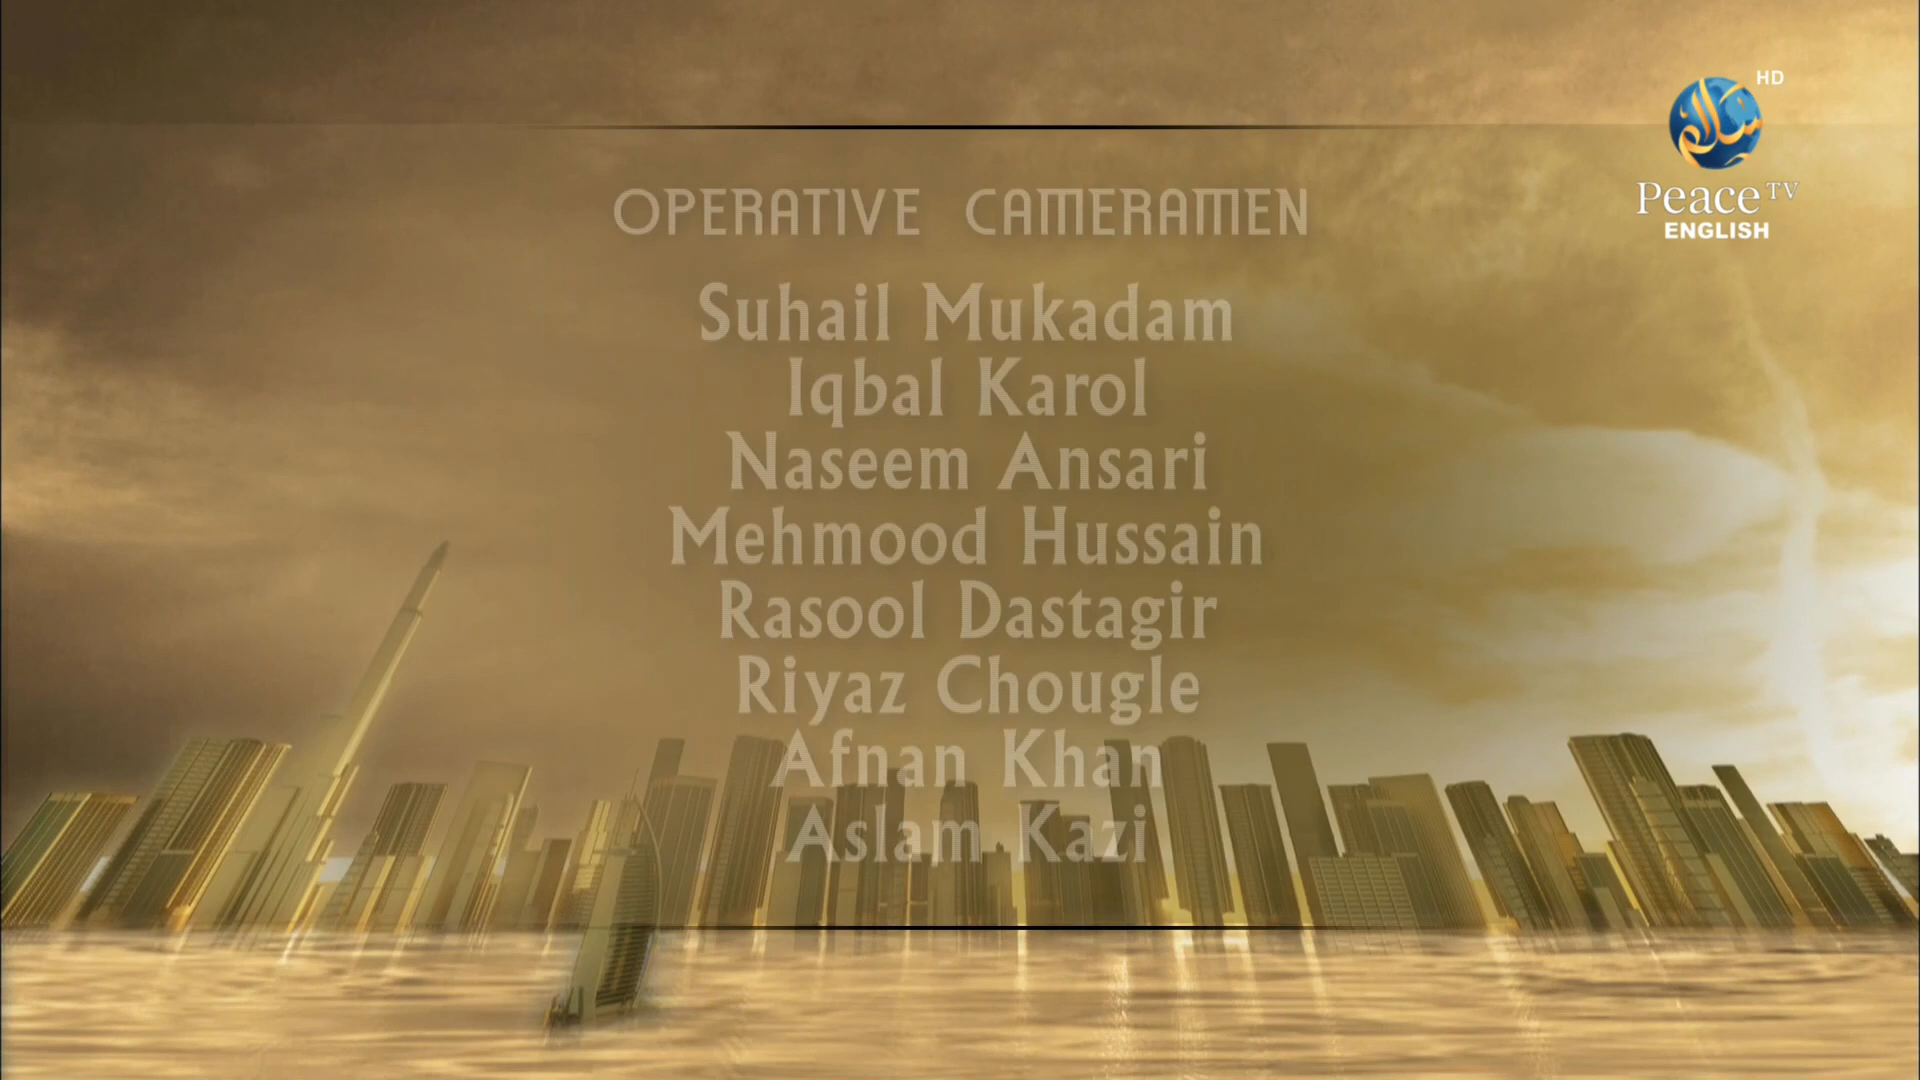 HD
سلام
Peace TV
ENGLISH
OPERATIVE CAMERAMEN
Suhail Mukadam
Iqbal Karol
Naseem Ansari
Mehmood Hussain
Rasool Dastagir
Riyaz Chougle
Afnan Khan
Aslam Kazi